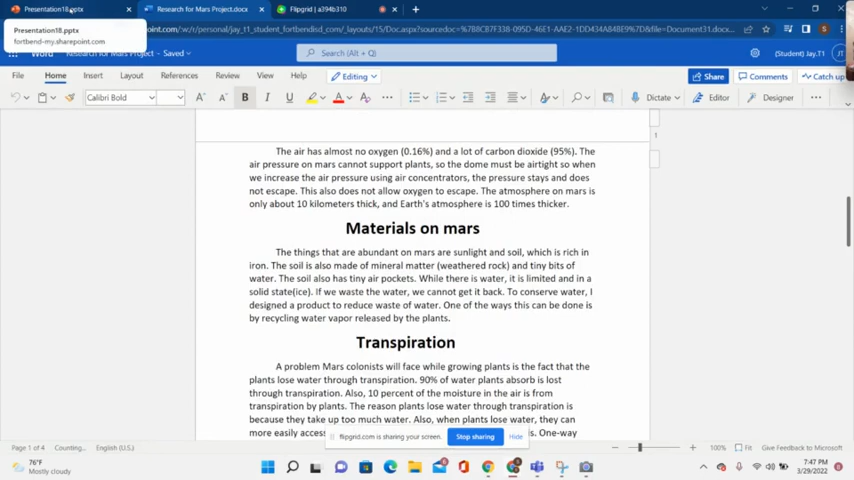 Presentation18.pptx
Research for Mars Project.docx
Flipgrid | a394b310
Presentation18.pptx
fortbend-my.sharepoint.com
point.com/w/r/personal/jay_t1_student_fortbendisd_com/_layouts/15/Doc.aspx?sourcedoc=%7B8CB7F368-095D-46E1-AAE2-1DD434A84B9E%7D&file=Document31.docx...
Word
Research for Mars Project - Saved
Search (Alt + Q)
(Student) Jay.T1
JT
File
Home
Insert
Layout
References
Review
View
Help
Editing
Share
Comments
Catch up
Calibri Bold
B
I
U
Dictate
Editor
Designer
1
The air has almost no oxygen (0.16%) and a lot of carbon dioxide (95%). The
air pressure on mars cannot support plants, so the dome must be airtight so when
we increase the air pressure using air concentrators, the pressure stays and does
not escape. This also does not allow oxygen to escape. The atmosphere on mars
is only about 10 kilometers thick, and Earth's atmosphere is 100 times thicker.
Materials on mars
The things that are abundant on mars are sunlight and soil, which is rich in
iron. The soil is also made of mineral matter (weathered rock) and tiny bits of
water. The soil also has tiny air pockets. While there is water, it is limited and in a
solid state(ice). If we waste the water, we cannot get it back. To conserve water, I
designed a product to reduce waste of water. One of the ways this can be done is
by recycling water vapor released by the plants.
Transpiration
A problem Mars colonists will face while growing plants is the fact that the
plants lose water through transpiration. 90% of water plants absorb is lost
through transpiration. Also, 10 percent of the moisture in the air is from
transpiration by plants. The reason plants lose water through transpiration is
because they take up too much water. Also, when plants lose water, they can
more easily access
is. One-way
flipgrid.com is sharing your screen.
Stop sharing
Hide
Page 1 of 4
Counting...
English (U.S.)
100%
Fit
Give Feedback to Microsoft
76°F
Mostly cloudy
7:47 PM
3/29/2022